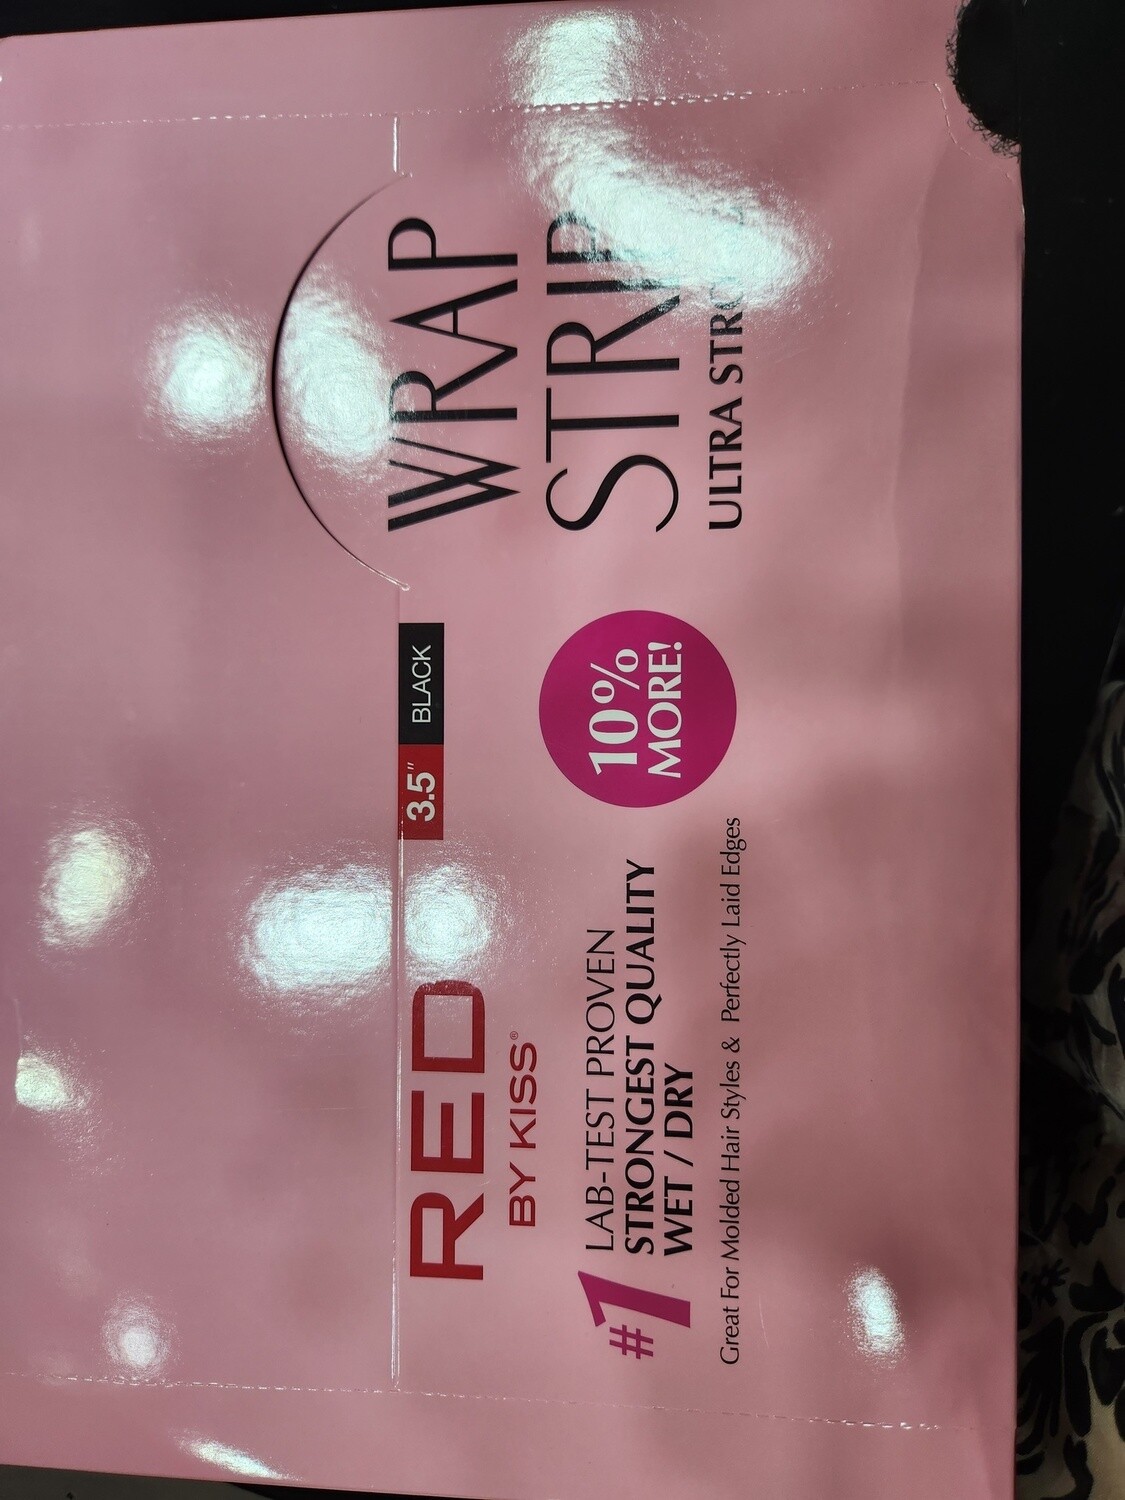 RED
BY KISS®
3.5" BLACK
WRAP
STRIP
ULTRA
#1 LAB-TEST PROVEN
STRONGEST QUALITY
WET / DRY
Great For Molded Hair Styles & Perfectly Laid Edges
10%
MORE!